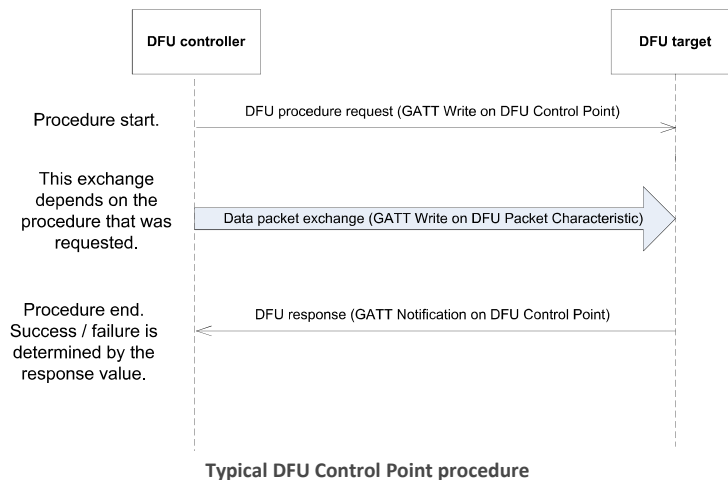 DFU controller
DFU target
Procedure start.
DFU procedure request (GATT Write on DFU Control Point)
This exchange
depends on the
procedure that was
requested.
Data packet exchange (GATT Write on DFU Packet Characteristic)
Procedure end.
Success / failure is
determined by the
response value.
DFU response (GATT Notification on DFU Control Point)
Typical DFU Control Point procedure